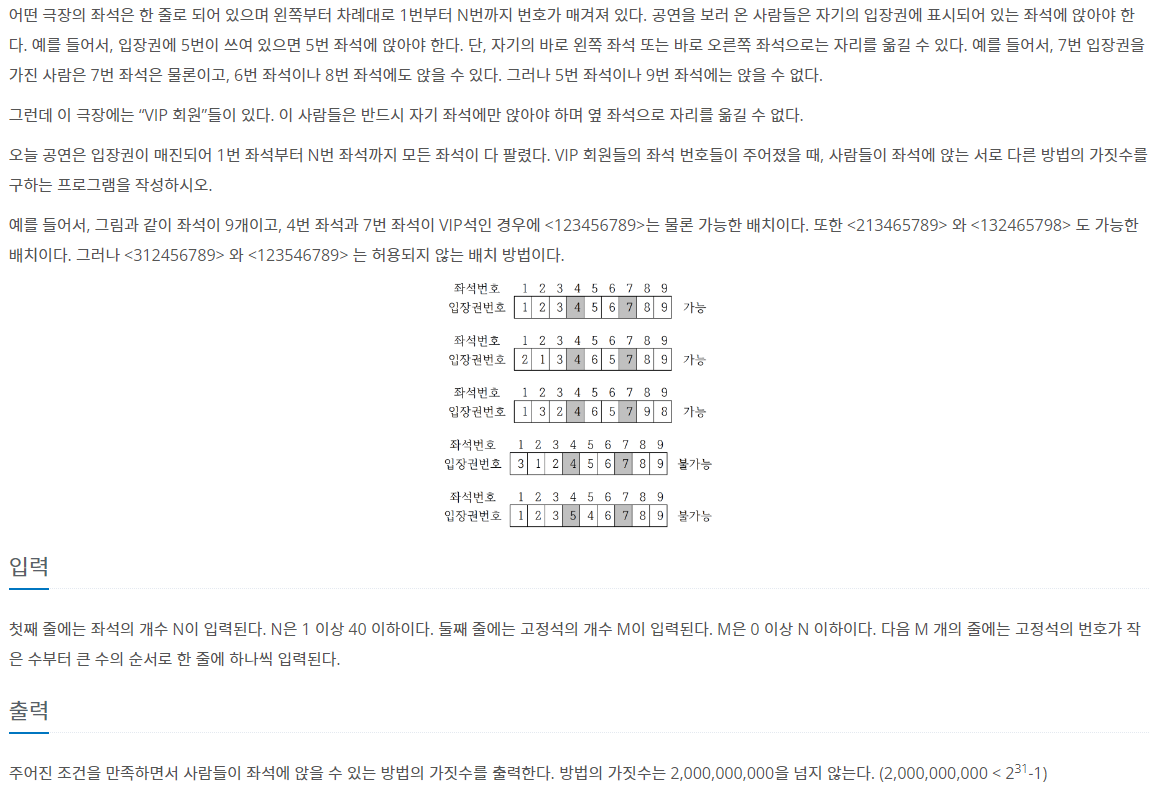 어떤 극장의 좌석은 한 줄로 되어 있으며 왼쪽부터 차례대로 1번부터 N번까지 번호가 매겨져 있다. 공연을 보러 온 사람들은 자기의 입장권에 표시되어 있는 좌석에 앉아야 한
다. 예를 들어서, 입장권에 5번이 쓰여 있으면 5번 좌석에 앉아야 한다. 단, 자기의 바로 왼쪽 좌석 또는 바로 오른쪽 좌석으로는 자리를 옮길 수 있다. 예를 들어서, 7번 입장권을
가진 사람은 7번 좌석은 물론이고, 6번 좌석이나 8번 좌석에도 앉을 수 있다. 그러나 5번 좌석이나 9번 좌석에는 앉을 수 없다.
그런데 이 극장에는 “VIP 회원”들이 있다. 이 사람들은 반드시 자기 좌석에만 앉아야 하며 옆 좌석으로 자리를 옮길 수 없다.
오늘 공연은 입장권이 매진되어 1번 좌석부터 N번 좌석까지 모든 좌석이 다 팔렸다. VIP 회원들의 좌석 번호들이 주어졌을 때, 사람들이 좌석에 앉는 서로 다른 방법의 가짓수를
구하는 프로그램을 작성하시오.
예를 들어서, 그림과 같이 좌석이 9개이고, 4번 좌석과 7번 좌석이 VIP석인 경우에 <123456789>는 물론 가능한 배치이다. 또한 <213465789> 와 <132465798> 도 가능한
배치이다. 그러나 <312456789> 와 <123546789> 는 허용되지 않는 배치 방법이다.
좌석번호 1 2 3 4 5 6 7 8 9
입장권번호 1 2 3 4 5 6 7 8 9 가능
좌석번호 1 2 3 4 5 6 7 8 9
입장권번호 2 1 3 4 6 5 7 8 9 가능
좌석번호 1 2 3 4 5 6 7 8 9
입장권번호 1 3 2 4 6 5 7 9 8 가능
좌석번호 1 2 3 4 5 6 7 8 9
입장권번호 3 1 2 4 5 6 7 8 9 불가능
좌석번호 1 2 3 4 5 6 7 8 9
입장권번호 1 2 3 5 4 6 7 8 9 불가능
입력
첫째 줄에는 좌석의 개수 N이 입력된다. N은 1 이상 40 이하이다. 둘째 줄에는 고정석의 개수 M이 입력된다. M은 0 이상 N 이하이다. 다음 M 개의 줄에는 고정석의 번호가 작
은 수부터 큰 수의 순서로 한 줄에 하나씩 입력된다.
출력
주어진 조건을 만족하면서 사람들이 좌석에 앉을 수 있는 방법의 가짓수를 출력한다. 방법의 가짓수는 2,000,000,000을 넘지 않는다. (2,000,000,000 < 2³¹-1)